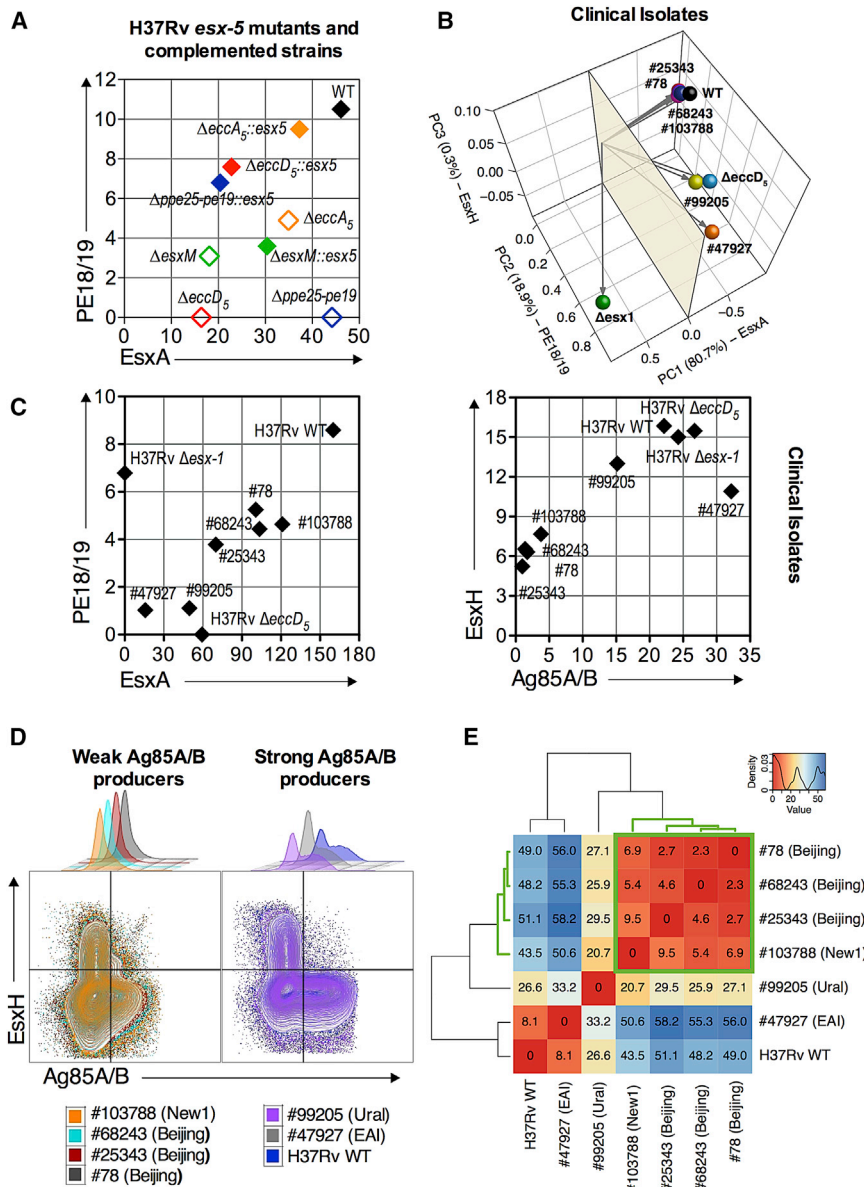 A
H37Rv esx-5 mutants and
complemented strains
12
10
8
6
4
2
0
PE18/19
WT
ΔeccA5::esx5
ΔeccD5::esx5
Δppe25-pe19::esx5
ΔeccA5
ΔesxM
ΔesxM::esx5
ΔeccD5
Δppe25-pe19
0 10 20 30 40 50
EsxA
B
Clinical Isolates
#25343
#78
WT
#68243
#103788
ΔeccD5
#99205
#47927
Δesx1
0.10
0.05
0.00
−0.05
PC3 (0.3%) – EsxH
0.0
0.2
0.4
0.6
0.8
PC2 (18.9%) – PE18/19
0.5 0.0 −0.5
PC1 (80.7%) – EsxA
C
10
8
6
4
2
0
PE18/19
H37Rv WT
H37Rv Δesx-1
#78
#68243
#103788
#25343
#47927
#99205
H37Rv ΔeccD5
0 30 60 90 120 150 180
EsxA
18
15
12
9
6
3
0
EsxH
H37Rv ΔeccD5
H37Rv WT
H37Rv Δesx-1
#99205
#47927
#103788
#68243
#78
#25343
0 5 10 15 20 25 30 35
Ag85A/B
Clinical Isolates
D
Weak Ag85A/B
producers
Strong Ag85A/B
producers
EsxH
Ag85A/B
#103788 (New1)
#68243 (Beijing)
#25343 (Beijing)
#78 (Beijing)
#99205 (Ural)
#47927 (EAI)
H37Rv WT
E
Density
0.03
0.00
0 20 50
Value
49.0 56.0 27.1 6.9 2.7 2.3 0 #78 (Beijing)
48.2 55.3 25.9 5.4 4.6 0 2.3 #68243 (Beijing)
51.1 58.2 29.5 9.5 0 4.6 2.7 #25343 (Beijing)
43.5 50.6 20.7 0 9.5 5.4 6.9 #103788 (New1)
26.6 33.2 0 20.7 29.5 25.9 27.1 #99205 (Ural)
8.1 0 33.2 50.6 58.2 55.3 56.0 #47927 (EAI)
0 8.1 26.6 43.5 51.1 48.2 49.0 H37Rv WT
H37Rv WT
#47927 (EAI)
#99205 (Ural)
#103788 (New1)
#25343 (Beijing)
#68243 (Beijing)
#78 (Beijing)